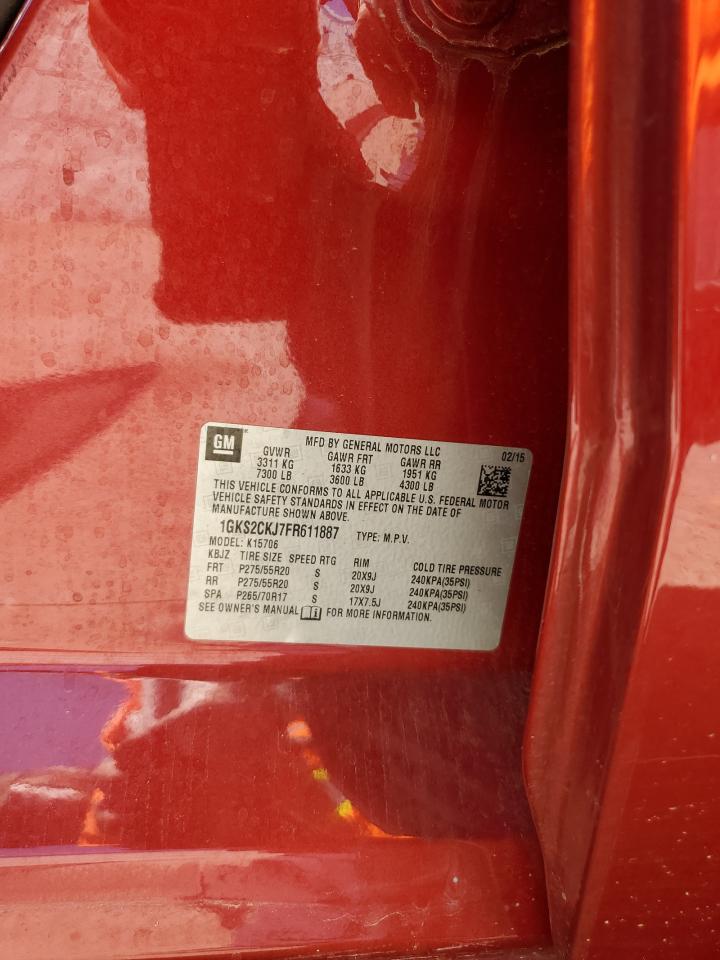 GM
MFD BY GENERAL MOTORS LLC 02/15
GVWR GAWR FRT GAWR RR
3311 KG 1633 KG 1951 KG
7300 LB 3600 LB 4300 LB
THIS VEHICLE CONFORMS TO ALL APPLICABLE U.S. FEDERAL MOTOR
VEHICLE SAFETY STANDARDS IN EFFECT ON THE DATE OF
MANUFACTURE SHOWN ABOVE.
1GKS2CKJ7FR611887 TYPE: M.P.V.
MODEL: K15706
KBJZ TIRE SIZE SPEED RTG RIM COLD TIRE PRESSURE
FRT P275/55R20 S 20X9J 240KPA(35PSI)
RR P275/55R20 S 20X9J 240KPA(35PSI)
SPA P265/70R17 S 17X7.5J 240KPA(35PSI)
SEE OWNER'S MANUAL FOR MORE INFORMATION.